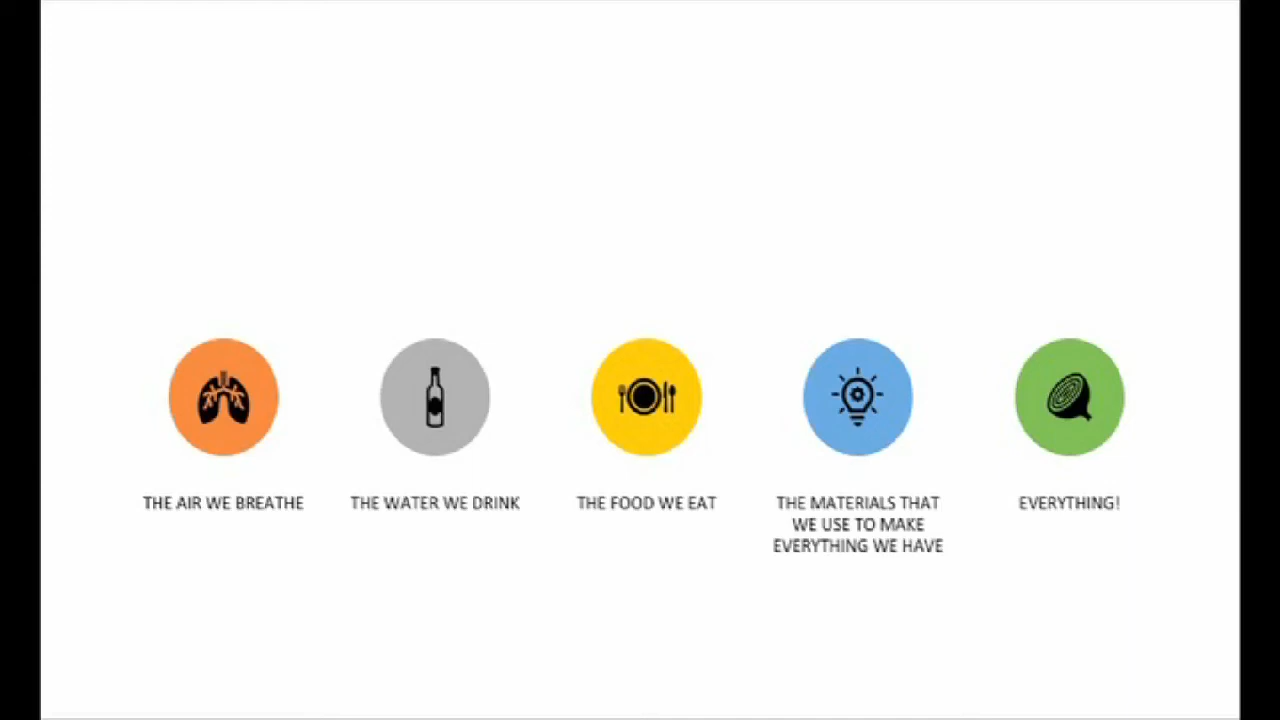 THE AIR WE BREATHE
THE WATER WE DRINK
THE FOOD WE EAT
THE MATERIALS THAT
WE USE TO MAKE
EVERYTHING WE HAVE
EVERYTHING!